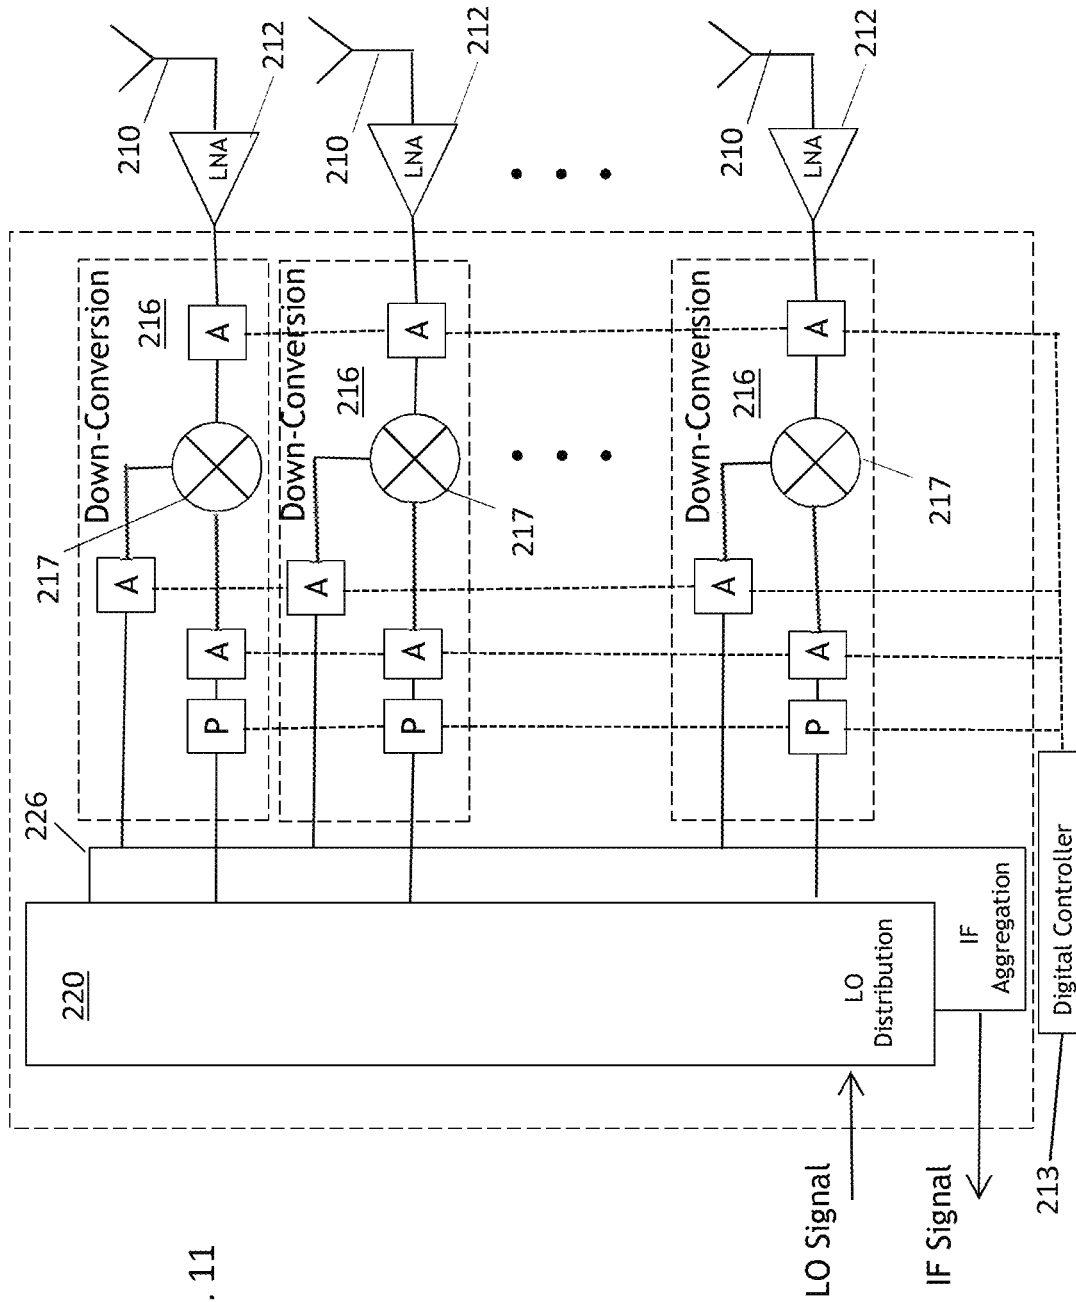 210
212
LNA
210
212
LNA
210
212
LNA
Down-Conversion
216
A
217
A
A
P
Down-Conversion
216
A
217
A
A
P
Down-Conversion
216
A
217
A
A
P
226
220
LO
Distribution
IF
Aggregation
Digital Controller
213
LO Signal
IF Signal
. 11